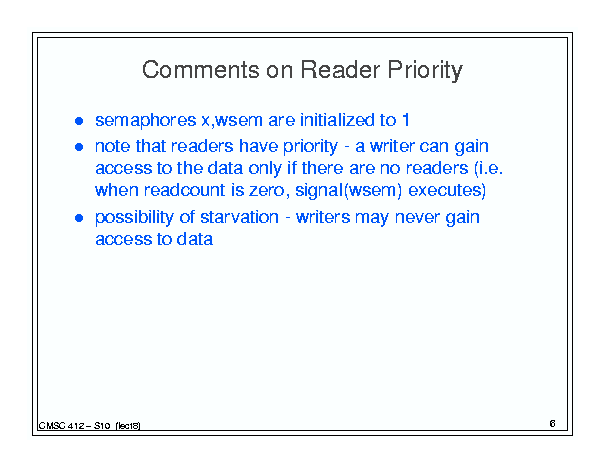 Comments on Reader Priority
● semaphores x,wsem are initialized to 1
● note that readers have priority - a writer can gain
access to the data only if there are no readers (i.e.
when readcount is zero, signal(wsem) executes)
● possibility of starvation - writers may never gain
access to data
CMSC 412 – S10 (lect8)
6